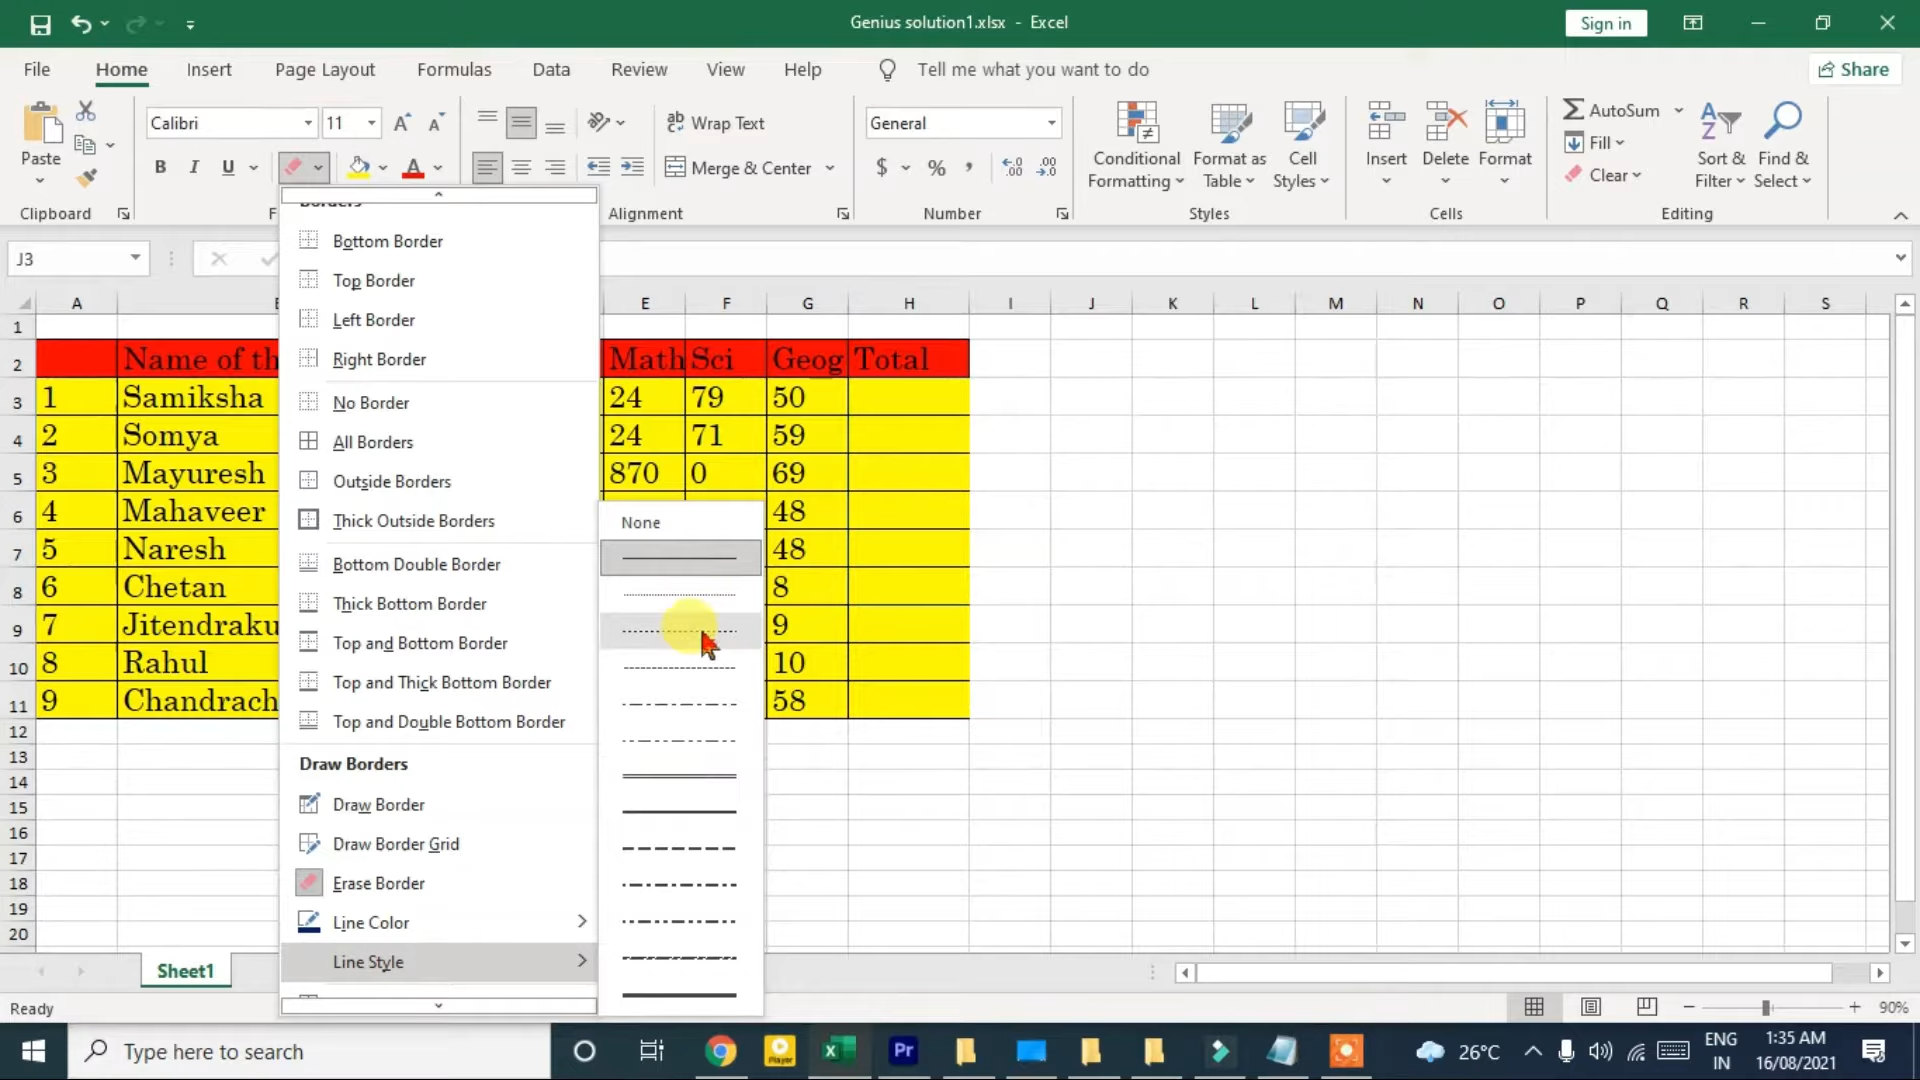 Genius solution1.xlsx - Excel
Sign in
File Home Insert Page Layout Formulas Data Review View Help Tell me what you want to do Share
Paste
Calibri 11
B I U A
ab Wrap Text
Merge & Center
General
$ % ,
Conditional Formatting
Format as Table
Cell Styles
Insert Delete Format
AutoSum
Fill
Clear
Sort & Filter
Find & Select
Clipboard F Alignment Number Styles Cells Editing
J3
A E F G H I J K L M N O P Q R S
1
2 Name of th Math Sci Geog Total
3 1 Samiksha 24 79 50
4 2 Somya 24 71 59
5 3 Mayuresh 870 0 69
6 4 Mahaveer 48
7 5 Naresh 48
8 6 Chetan 8
9 7 Jitendraku 9
10 8 Rahul 10
11 9 Chandrach 58
12
13
14
15
16
17
18
19
20
Borders
Bottom Border
Top Border
Left Border
Right Border
No Border
All Borders
Outside Borders
Thick Outside Borders
Bottom Double Border
Thick Bottom Border
Top and Bottom Border
Top and Thick Bottom Border
Top and Double Bottom Border
Draw Borders
Draw Border
Draw Border Grid
Erase Border
Line Color
Line Style
None
Sheet1
Ready
90%
Type here to search
Player
Pr
26°C
ENG
IN
1:35 AM
16/08/2021